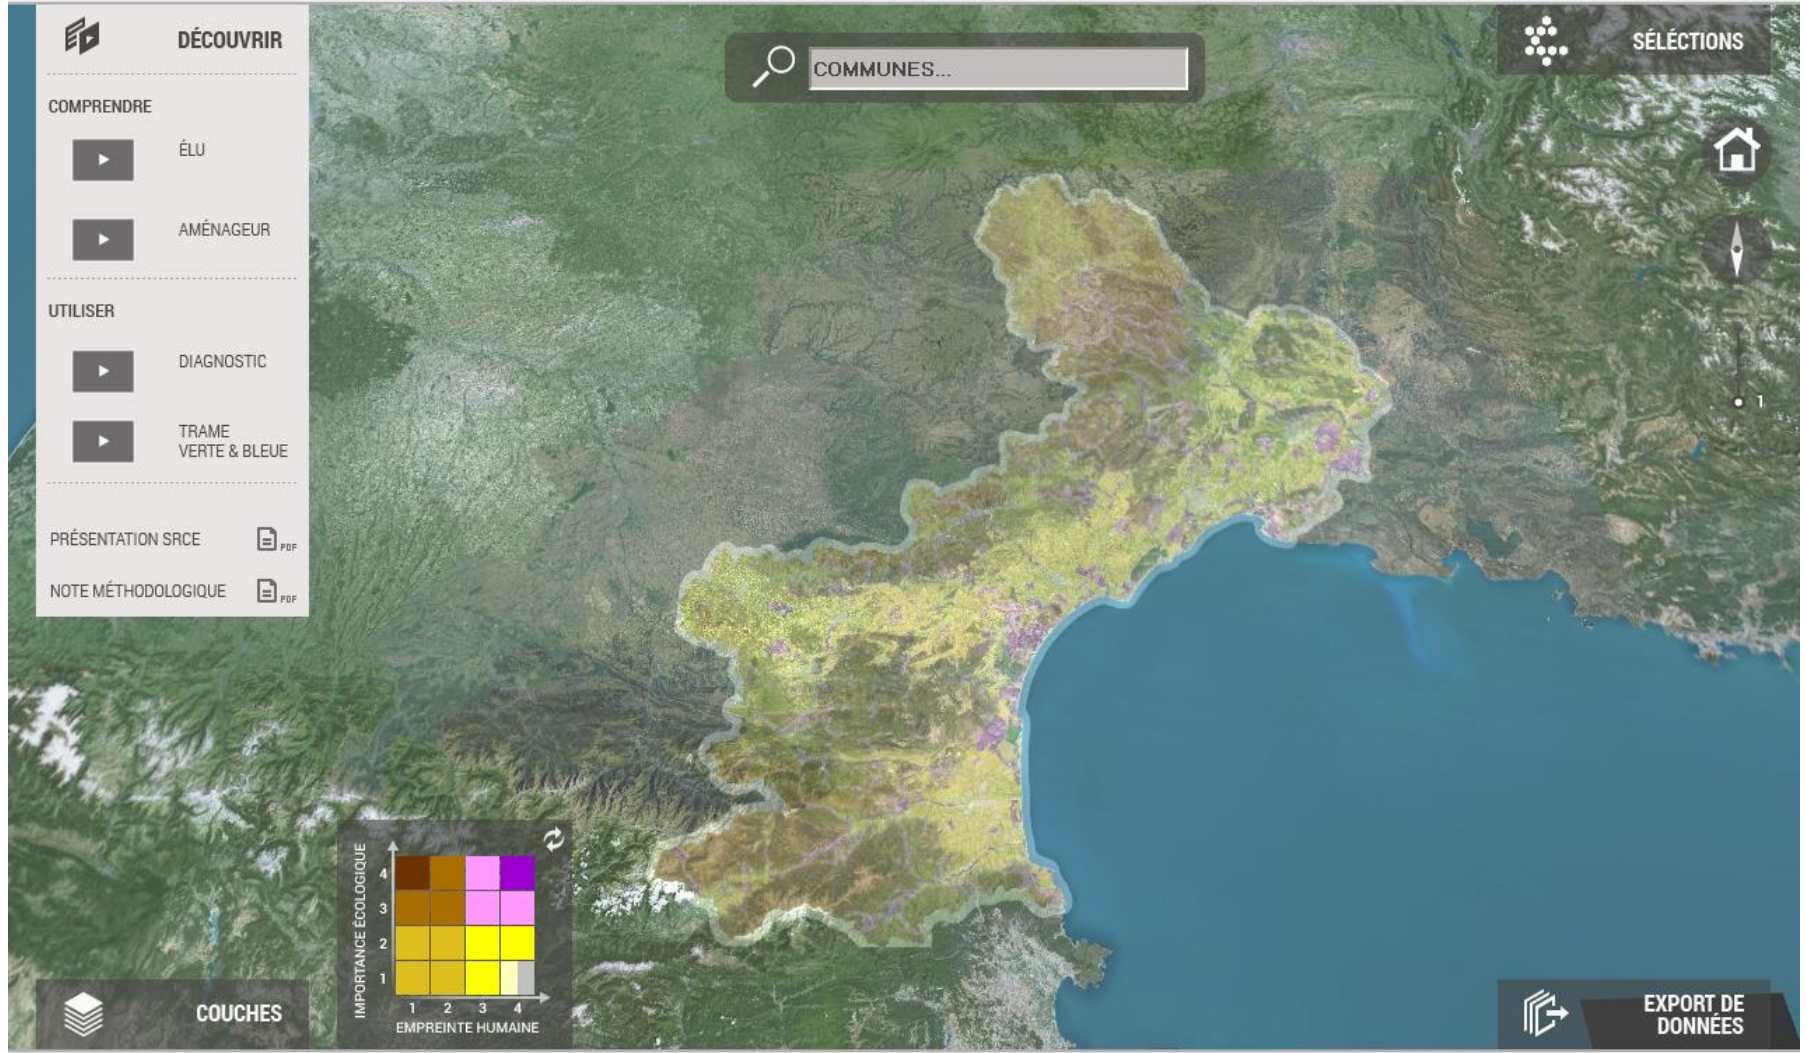 DÉCOUVRIR
COMPRENDRE
ÉLU
AMÉNAGEUR
UTILISER
DIAGNOSTIC
TRAME
VERTE & BLEUE
PRÉSENTATION SRCE
PDF
NOTE MÉTHODOLOGIQUE
PDF
COMMUNES...
SÉLÉCTIONS
1
IMPORTANCE ÉCOLOGIQUE
4
3
2
1
1 2 3 4
EMPREINTE HUMAINE
COUCHES
EXPORT DE
DONNÉES